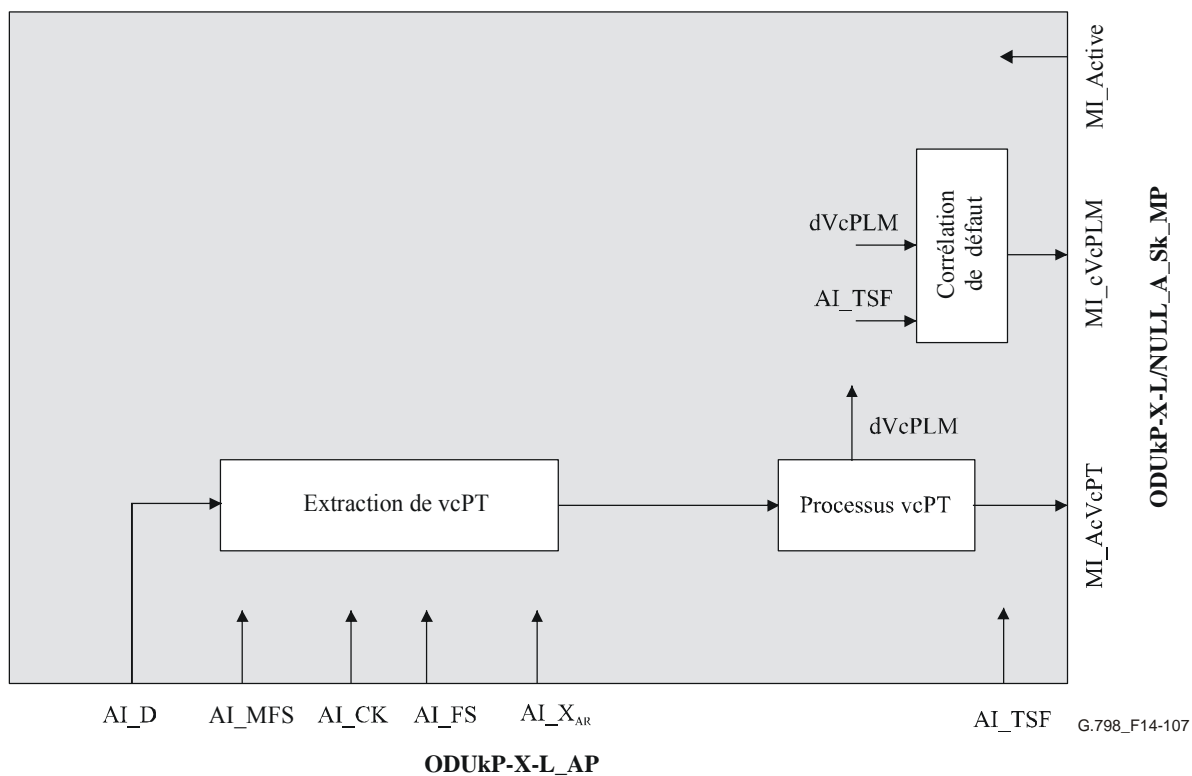 MI_Active
dVcPLM
AI_TSF
Corrélation
de défaut
MI_cVcPLM
ODUkP-X-L/NULL_A_Sk_MP
dVcPLM
Extraction de vcPT
Processus vcPT
MI_AcVcPT
AI_D
AI_MFS
AI_CK
AI_FS
AI_X_AR
AI_TSF
G.798_F14-107
ODUkP-X-L_AP